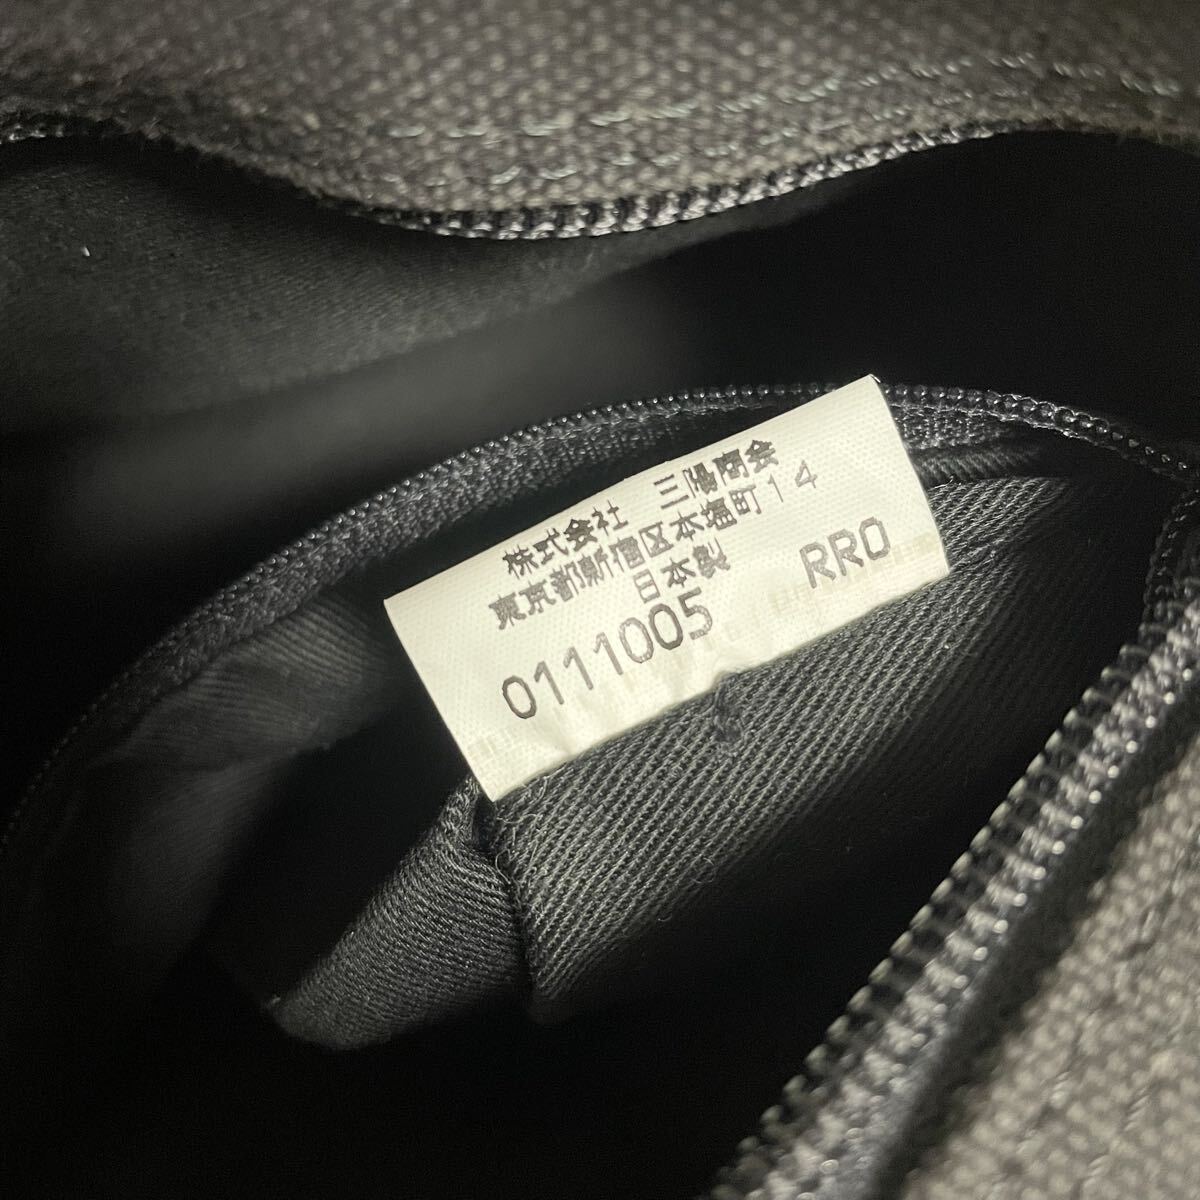 株式会社 三陽商会
東京都新宿区本塩町14
日本製
0111005 RRO